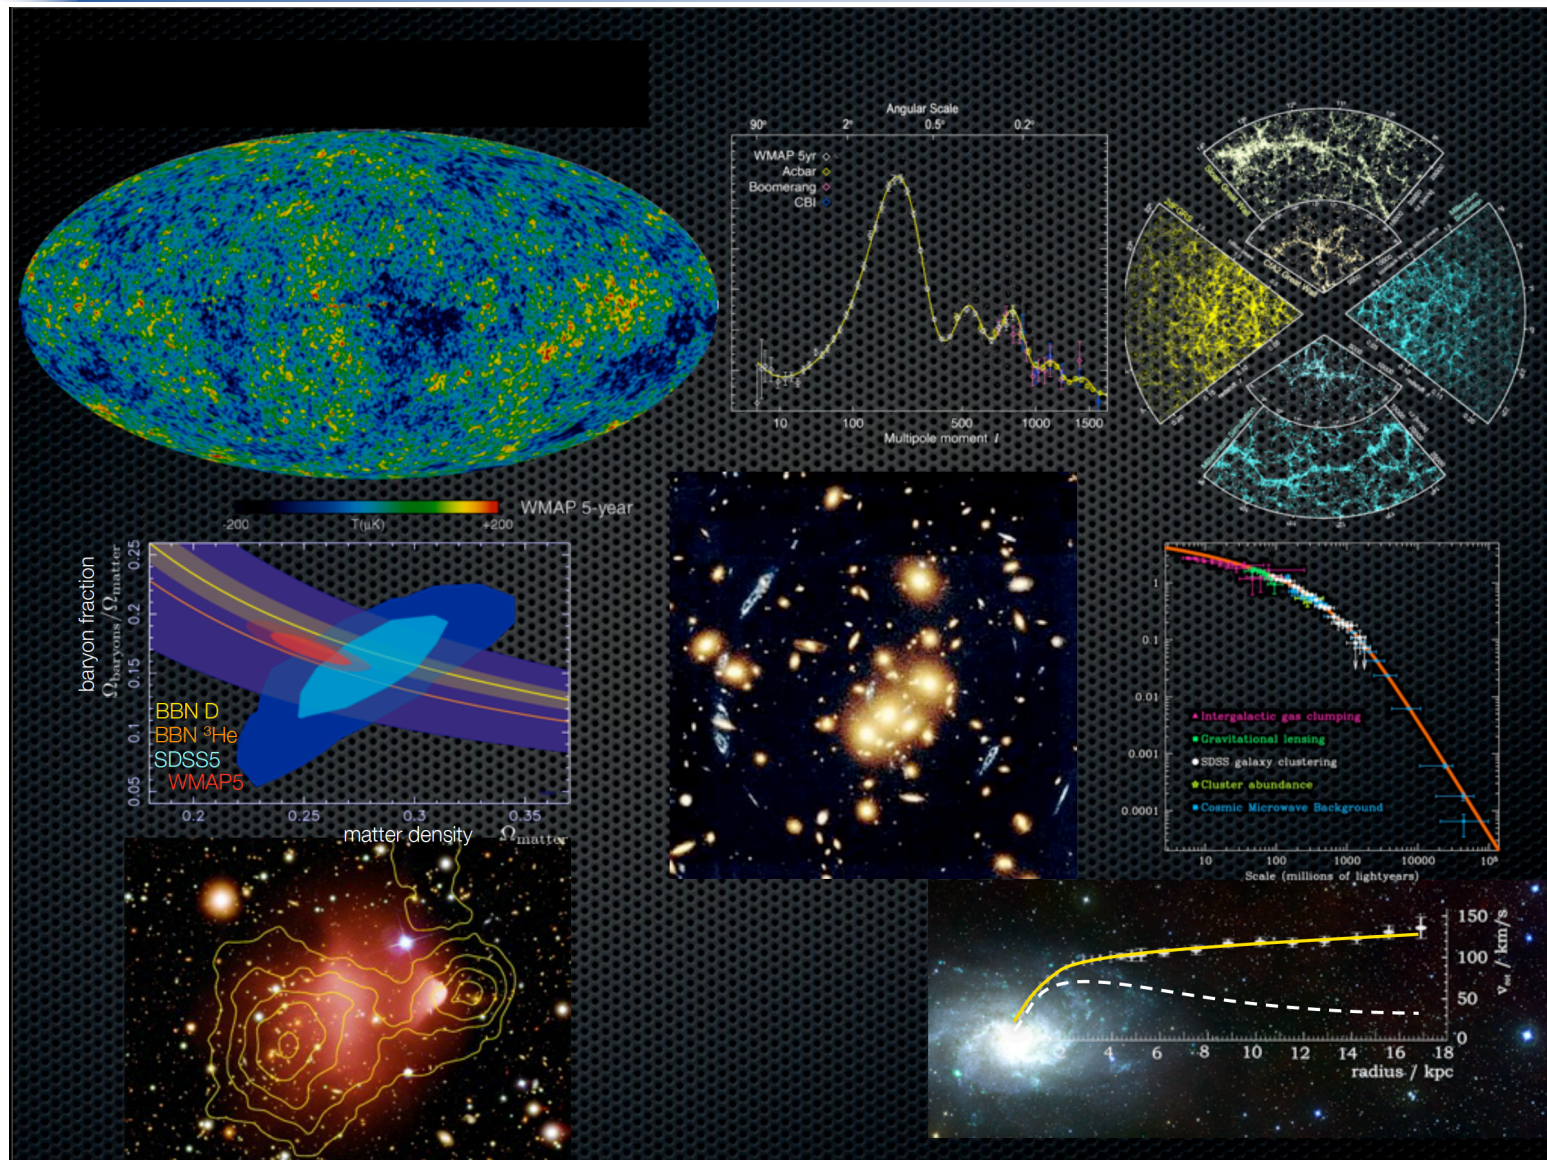 -200
T(μK)
+200
WMAP 5-year
Angular Scale
90°
2°
0.5°
0.2°
WMAP 5yr
Acbar
Boomerang
CBI
10
100
500
1000
1500
Multipole moment l
2dFGRS
baryon fraction
Ωbaryons/Ωmatter
0.25
0.2
0.15
0.1
0.05
BBN D
BBN ³He
SDSS5
WMAP5
0.2
0.25
0.3
0.35
matter density
Ωmatter
1
0.1
0.01
0.001
0.0001
Intergalactic gas clumping
Gravitational lensing
SDSS galaxy clustering
Cluster abundance
Cosmic Microwave Background
10
100
1000
10000
10⁵
Scale (millions of lightyears)
150
100
50
0
/ km/s
4
6
8
10
12
14
16
18
radius / kpc